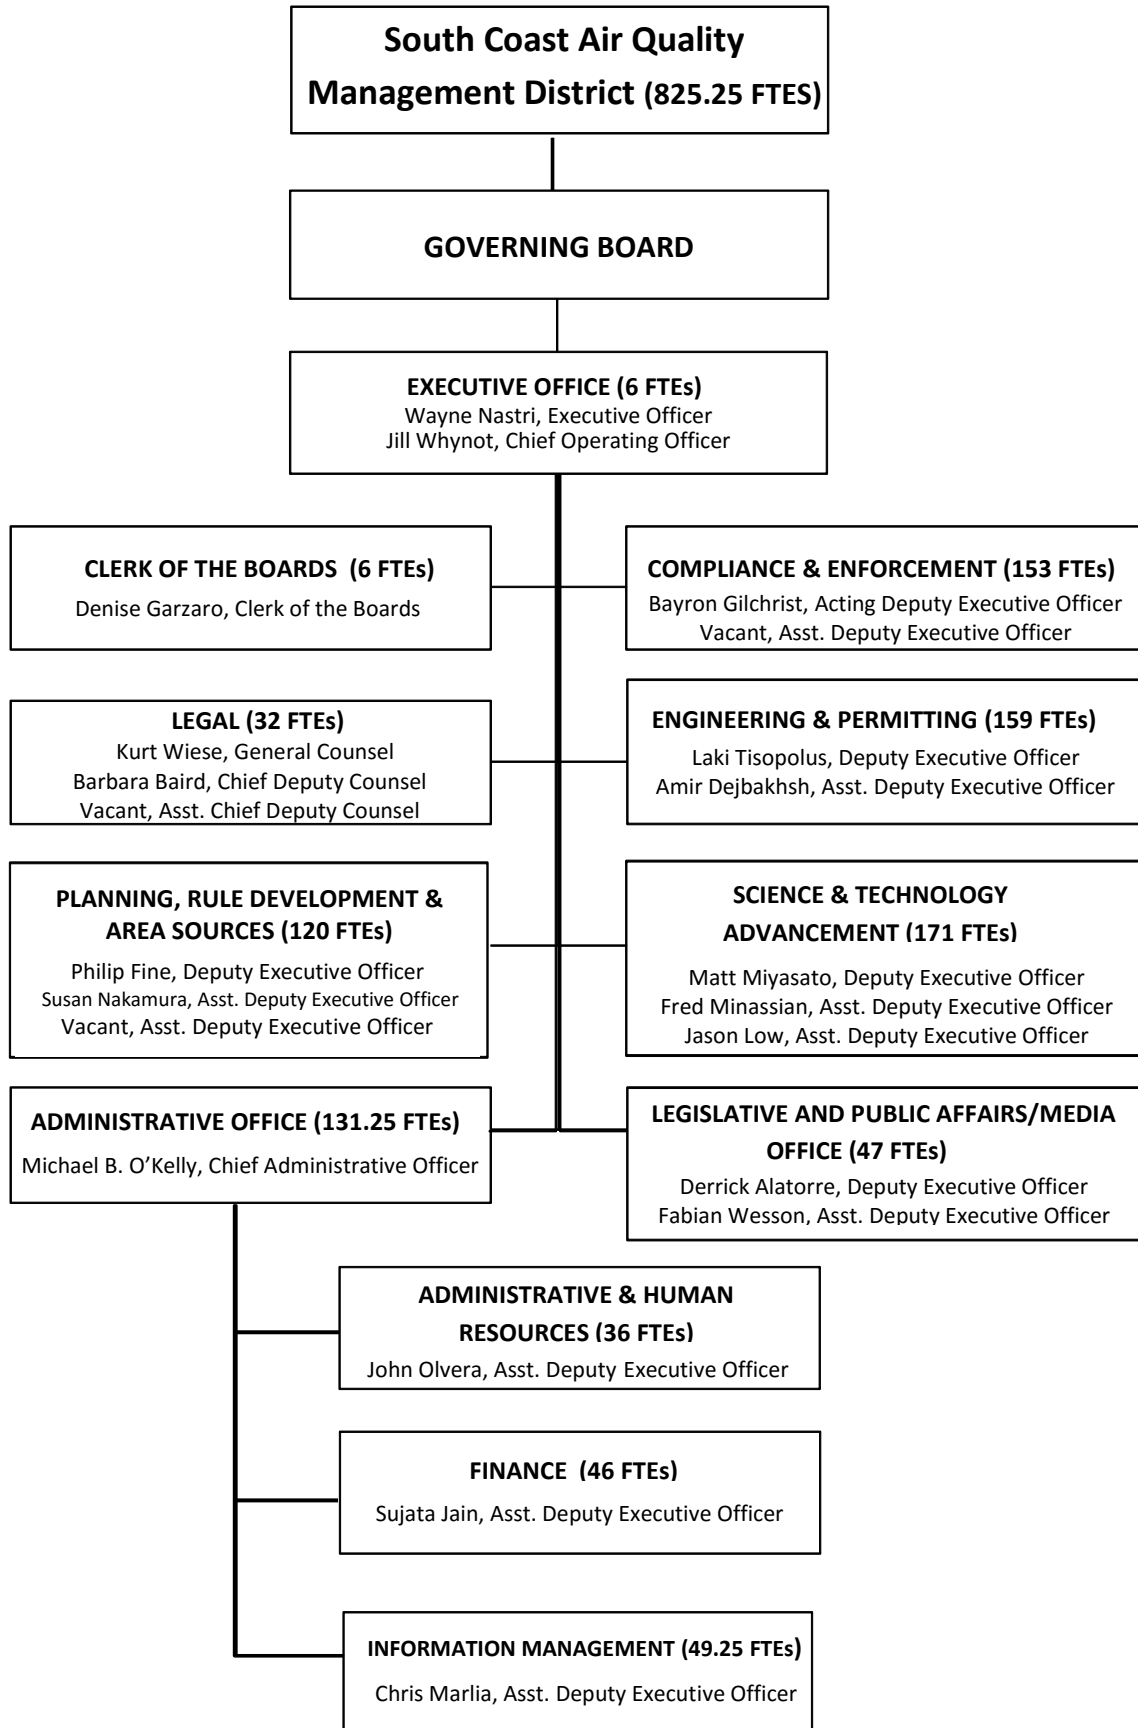 South Coast Air Quality
Management District (825.25 FTES)
GOVERNING BOARD
EXECUTIVE OFFICE (6 FTEs)
Wayne Nastri, Executive Officer
Jill Whynot, Chief Operating Officer
CLERK OF THE BOARDS (6 FTEs)
Denise Garzaro, Clerk of the Boards
COMPLIANCE & ENFORCEMENT (153 FTEs)
Bayron Gilchrist, Acting Deputy Executive Officer
Vacant, Asst. Deputy Executive Officer
LEGAL (32 FTEs)
Kurt Wiese, General Counsel
Barbara Baird, Chief Deputy Counsel
Vacant, Asst. Chief Deputy Counsel
ENGINEERING & PERMITTING (159 FTEs)
Laki Tisopolus, Deputy Executive Officer
Amir Dejbakhsh, Asst. Deputy Executive Officer
PLANNING, RULE DEVELOPMENT &
AREA SOURCES (120 FTEs)
Philip Fine, Deputy Executive Officer
Susan Nakamura, Asst. Deputy Executive Officer
Vacant, Asst. Deputy Executive Officer
SCIENCE & TECHNOLOGY
ADVANCEMENT (171 FTEs)
Matt Miyasato, Deputy Executive Officer
Fred Minassian, Asst. Deputy Executive Officer
Jason Low, Asst. Deputy Executive Officer
ADMINISTRATIVE OFFICE (131.25 FTEs)
Michael B. O'Kelly, Chief Administrative Officer
LEGISLATIVE AND PUBLIC AFFAIRS/MEDIA
OFFICE (47 FTEs)
Derrick Alatorre, Deputy Executive Officer
Fabian Wesson, Asst. Deputy Executive Officer
ADMINISTRATIVE & HUMAN
RESOURCES (36 FTEs)
John Olvera, Asst. Deputy Executive Officer
FINANCE (46 FTEs)
Sujata Jain, Asst. Deputy Executive Officer
INFORMATION MANAGEMENT (49.25 FTEs)
Chris Marlia, Asst. Deputy Executive Officer